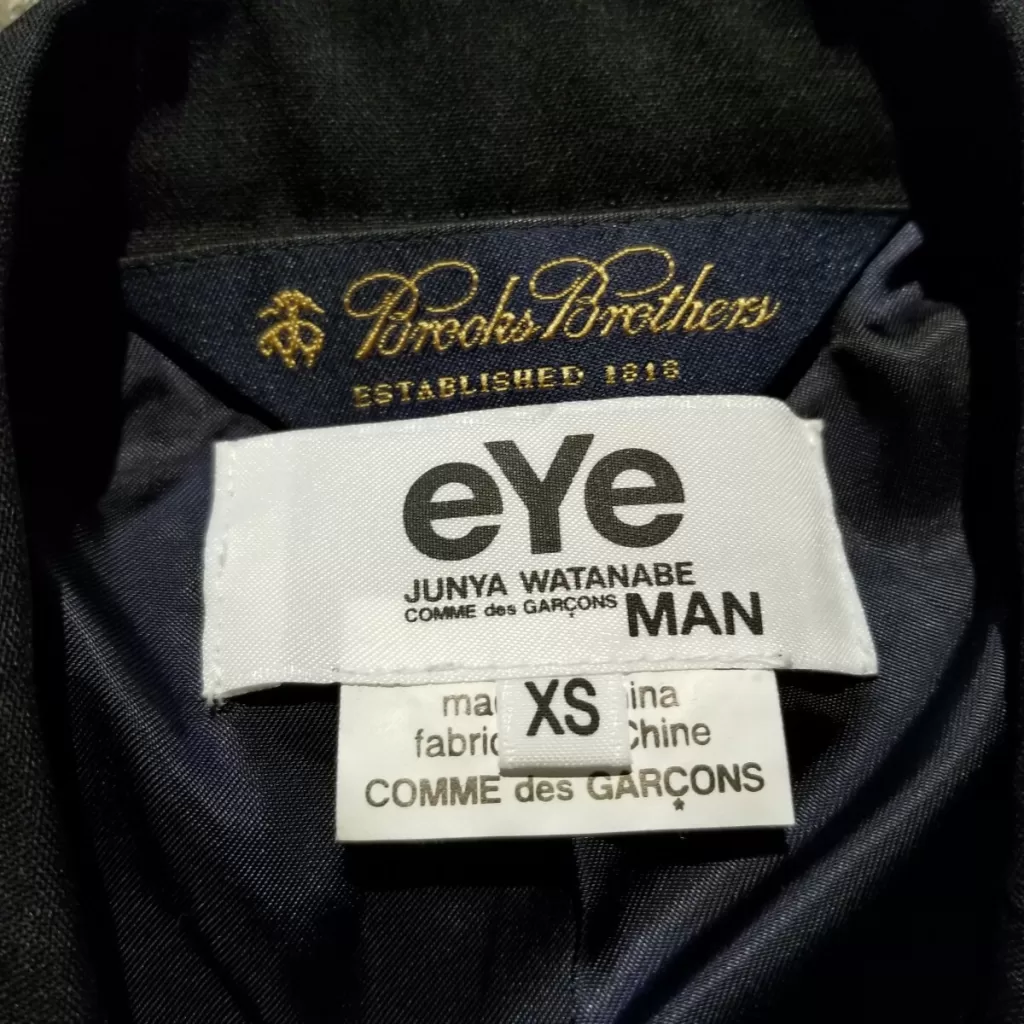 Brooks Brothers
ESTABLISHED 1818
eYe
JUNYA WATANABE
COMME des GARÇONS MAN
XS
COMME des GARÇONS